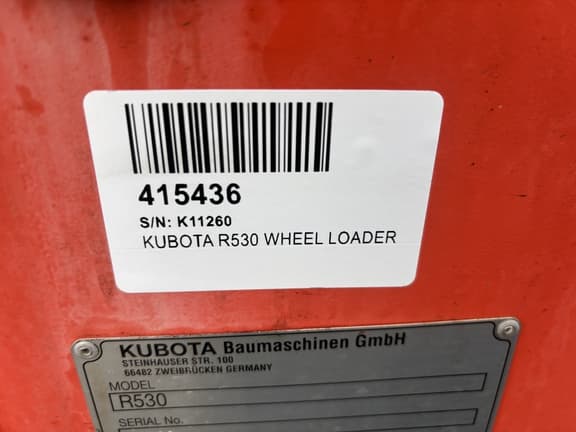 415436
S/N: K11260
KUBOTA R530 WHEEL LOADER
KUBOTA Baumaschinen GmbH
STEINHAUSER STR. 100
66482 ZWEIBRÜCKEN GERMANY
MODEL
R530
SERIAL No.